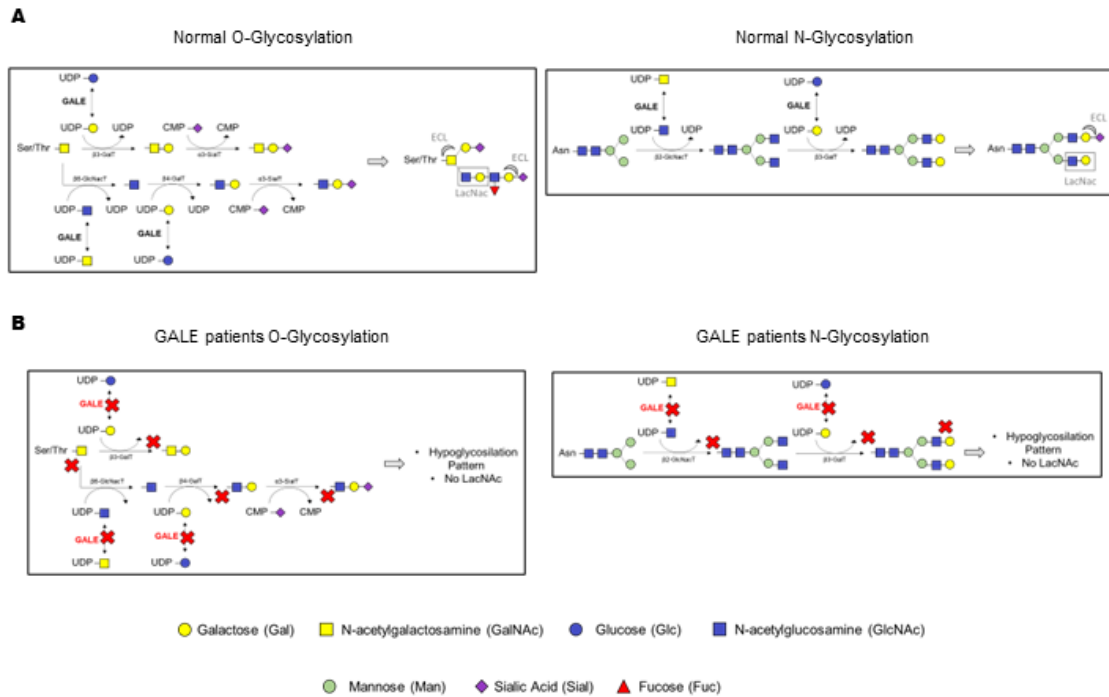 A
Normal O-Glycosylation
Normal N-Glycosylation
UDP
GALE
UDP
UDP
CMP
CMP
Ser/Thr
β3-GalT
α3-SialT
β6-GlcNacT
β4-GalT
α3-SialT
UDP
UDP
UDP
UDP
CMP
CMP
GALE
GALE
UDP
UDP
ECL
Ser/Thr
ECL
LacNac
UDP
UDP
GALE
GALE
UDP
UDP
UDP
UDP
Asn
β2-GlcNacT
β3-GalT
ECL
Asn
LacNac
B
GALE patients O-Glycosylation
GALE patients N-Glycosylation
UDP
GALE
UDP
Ser/Thr
β3-GalT
β6-GlcNacT
β4-GalT
α3-SialT
UDP
UDP
CMP
CMP
GALE
GALE
UDP
UDP
• Hypoglycosilation
Pattern
• No LacNAc
UDP
UDP
GALE
GALE
UDP
UDP
Asn
β2-GlcNacT
β3-GalT
• Hypoglycosilation
Pattern
• No LacNAc
Galactose (Gal)
N-acetylgalactosamine (GalNAc)
Glucose (Glc)
N-acetylglucosamine (GlcNAc)
Mannose (Man)
Sialic Acid (Sial)
Fucose (Fuc)